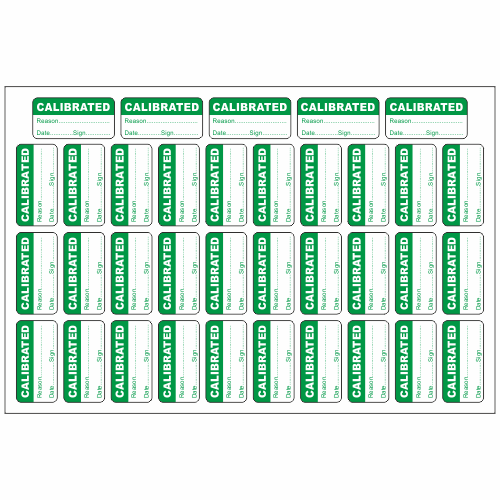 CALIBRATED CALIBRATED CALIBRATED CALIBRATED CALIBRATED
Reason.............................. Reason.............................. Reason.............................. Reason.............................. Reason..............................
Date.............Sign.............. Date.............Sign.............. Date.............Sign.............. Date.............Sign.............. Date.............Sign..............
CALIBRATED
Reason
Date Sign
CALIBRATED
Reason
Date Sign
CALIBRATED
Reason
Date Sign
CALIBRATED
Reason
Date Sign
CALIBRATED
Reason
Date Sign
CALIBRATED
Reason
Date Sign
CALIBRATED
Reason
Date Sign
CALIBRATED
Reason
Date Sign
CALIBRATED
Reason
Date Sign
CALIBRATED
Reason
Date Sign
CALIBRATED
Reason
Date Sign
CALIBRATED
Reason
Date Sign
CALIBRATED
Reason
Date Sign
CALIBRATED
Reason
Date Sign
CALIBRATED
Reason
Date Sign
CALIBRATED
Reason
Date Sign
CALIBRATED
Reason
Date Sign
CALIBRATED
Reason
Date Sign
CALIBRATED
Reason
Date Sign
CALIBRATED
Reason
Date Sign
CALIBRATED
Reason
Date Sign
CALIBRATED
Reason
Date Sign
CALIBRATED
Reason
Date Sign
CALIBRATED
Reason
Date Sign
CALIBRATED
Reason
Date Sign
CALIBRATED
Reason
Date Sign
CALIBRATED
Reason
Date Sign
CALIBRATED
Reason
Date Sign
CALIBRATED
Reason
Date Sign
CALIBRATED
Reason
Date Sign